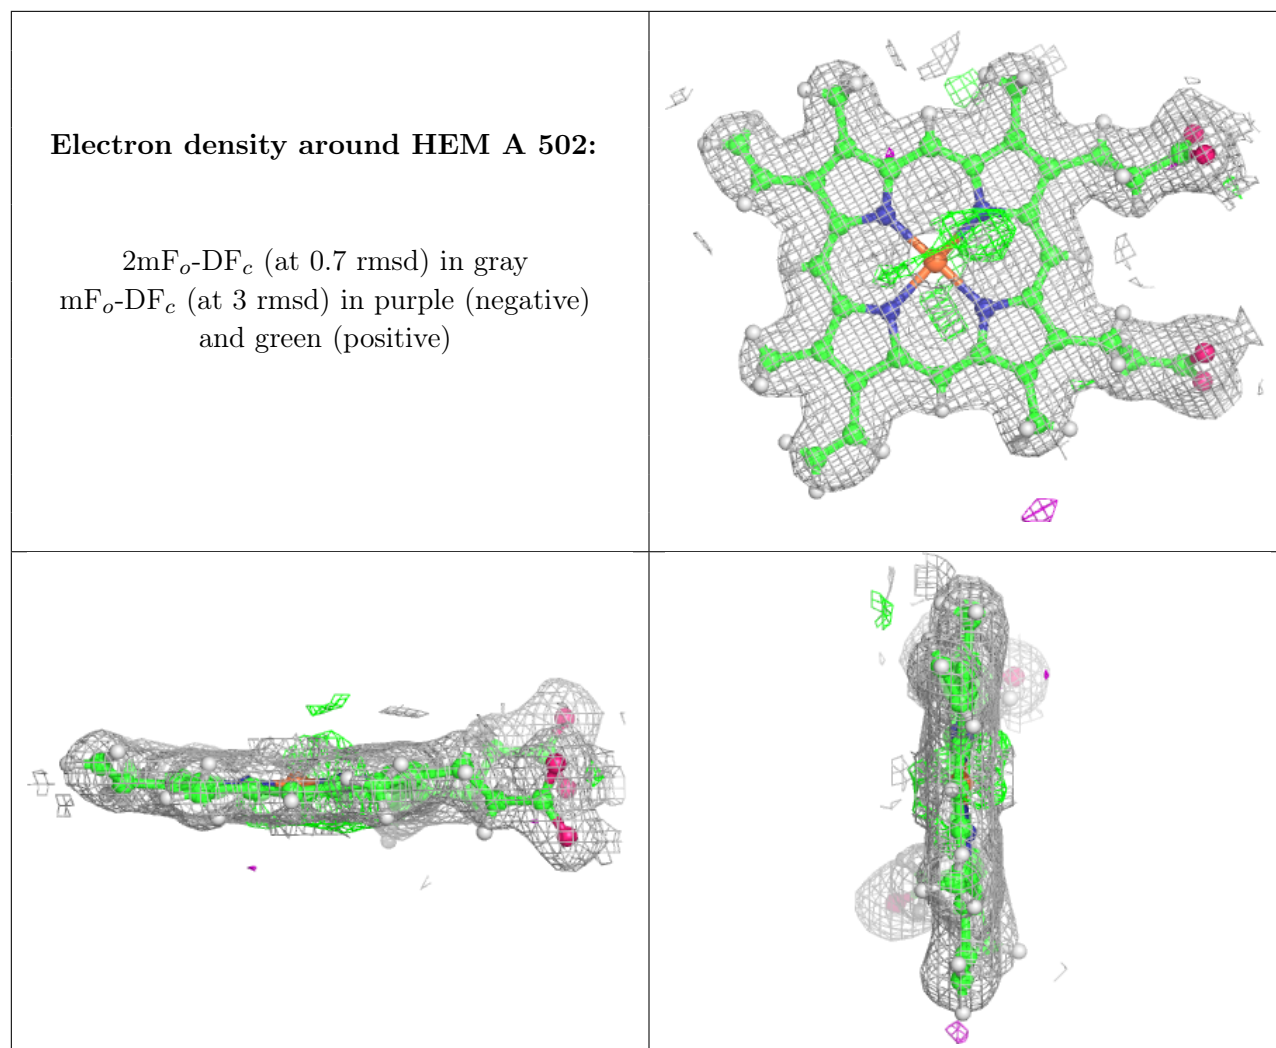 Electron density around HEM A 502:
2mFo-DFc (at 0.7 rmsd) in gray
mFo-DFc (at 3 rmsd) in purple (negative)
and green (positive)